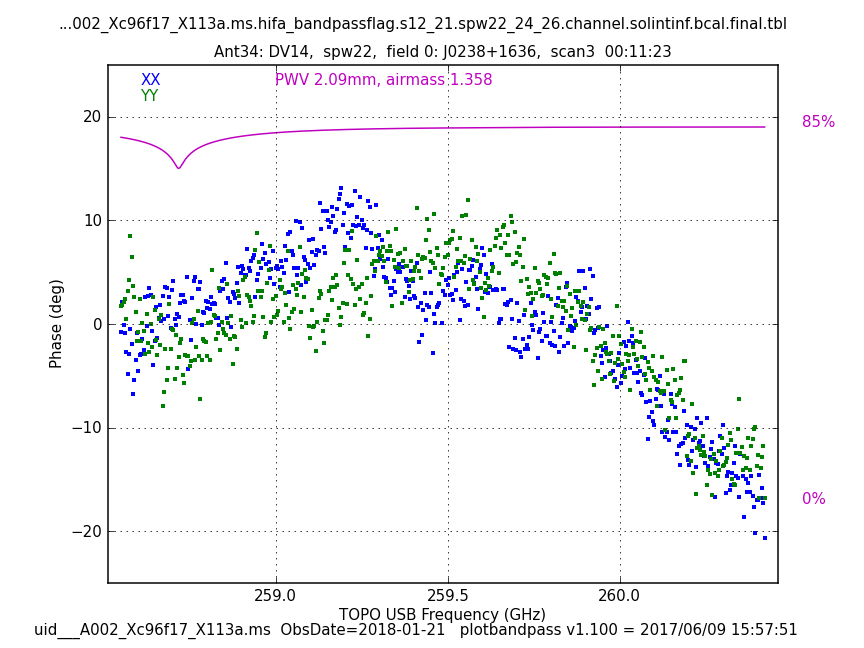 ...002_Xc96f17_X113a.ms.hifa_bandpassflag.s12_21.spw22_24_26.channel.solintinf.bcal.final.tbl
Ant34: DV14,  spw22,  field 0: J0238+1636,  scan3  00:11:23
XX
YY
PWV 2.09mm, airmass 1.358
85%
0%
20
10
0
−10
−20
Phase (deg)
259.0
259.5
260.0
TOPO USB Frequency (GHz)
uid___A002_Xc96f17_X113a.ms  ObsDate=2018-01-21   plotbandpass v1.100 = 2017/06/09 15:57:51